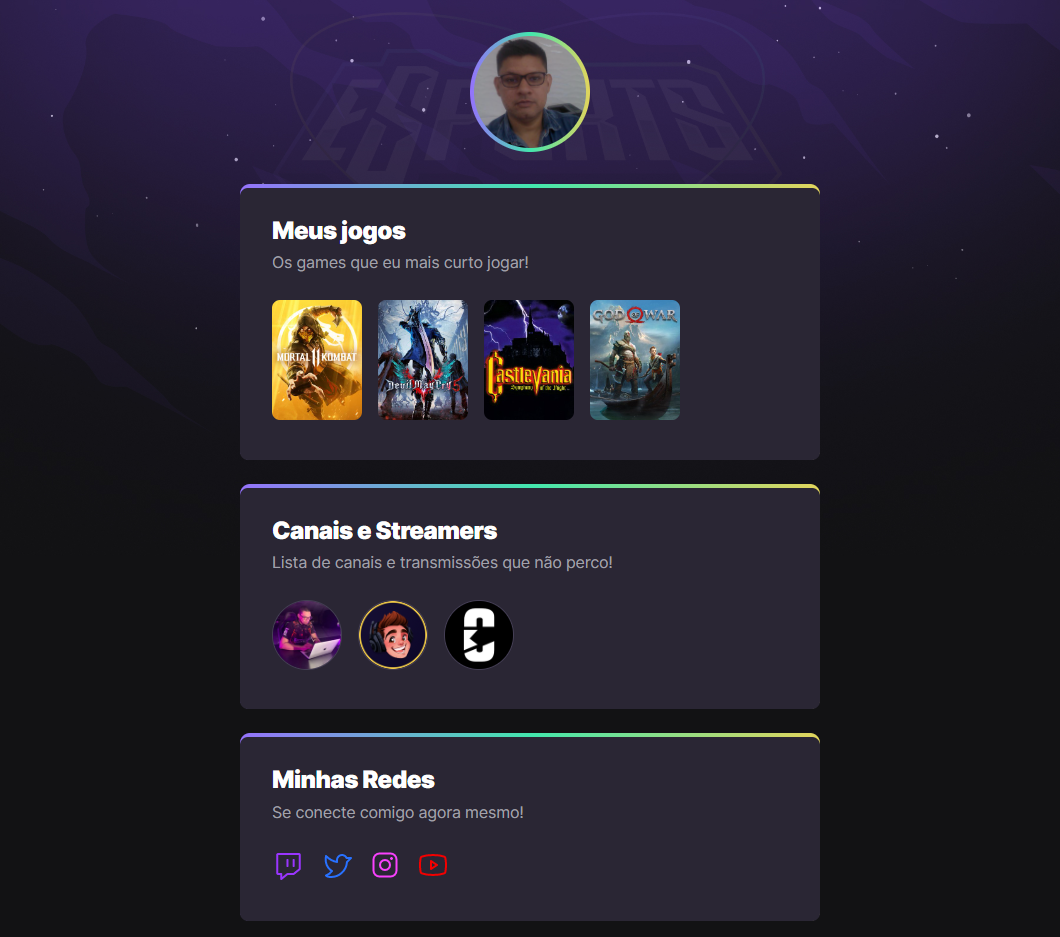 ESPORTS
Meus jogos
Os games que eu mais curto jogar!
MORTAL 11 KOMBAT
Devil May Cry 5
Castlevania
Symphony of the Night
GOD OF WAR
Canais e Streamers
Lista de canais e transmissões que não perco!
Minhas Redes
Se conecte comigo agora mesmo!